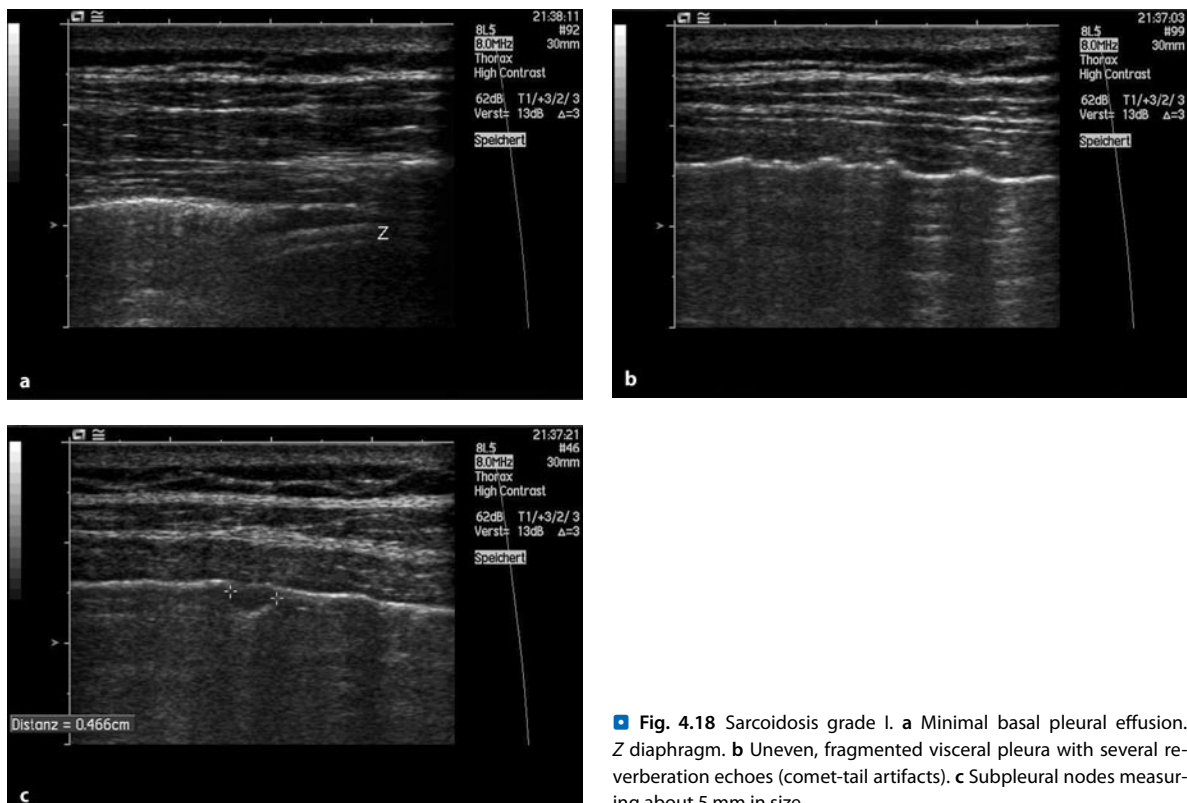 21:38:11
8L5 #92
8.0MHz 30mm
Thorax
High Contrast
62dB T1/+3/2/ 3
Verst= 13dB Δ=3
Speichert
Z
a
21:37:03
8L5 #99
8.0MHz 30mm
Thorax
High Contrast
62dB T1/+3/2/ 3
Verst= 13dB Δ=3
Speichert
b
21:37:21
8L5 #46
8.0MHz 30mm
Thorax
High Contrast
62dB T1/+3/2/ 3
Verst= 13dB Δ=3
Speichert
Distanz = 0.466cm
c
Fig. 4.18 Sarcoidosis grade I. a Minimal basal pleural effusion.
Z diaphragm. b Uneven, fragmented visceral pleura with several re-
verberation echoes (comet-tail artifacts). c Subpleural nodes measur-
ing about 5 mm in size